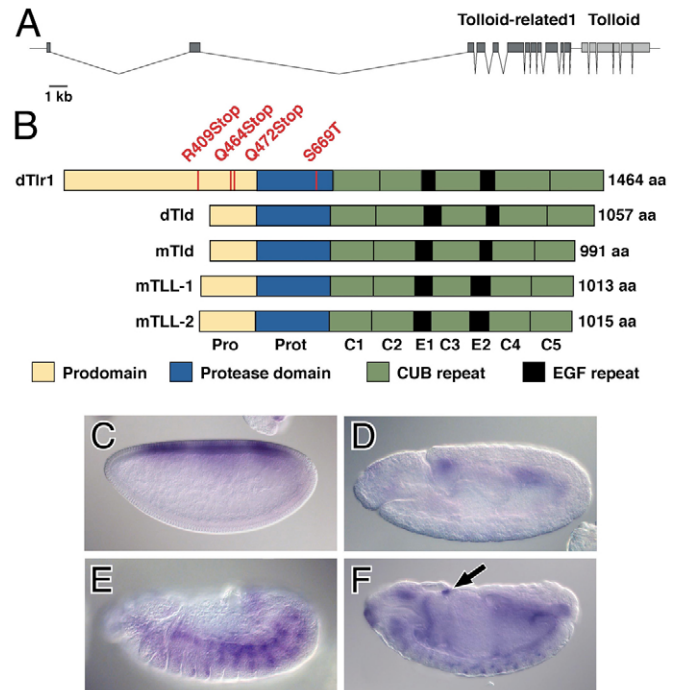 A
Tolloid-related1 Tolloid
1 kb
B
R409Stop
Q464Stop
Q472Stop
S669T
dTlr1 1464 aa
dTld 1057 aa
mTld 991 aa
mTLL-1 1013 aa
mTLL-2 1015 aa
Pro Prot C1 C2 E1 C3 E2 C4 C5
Prodomain Protease domain CUB repeat EGF repeat
C D
E F